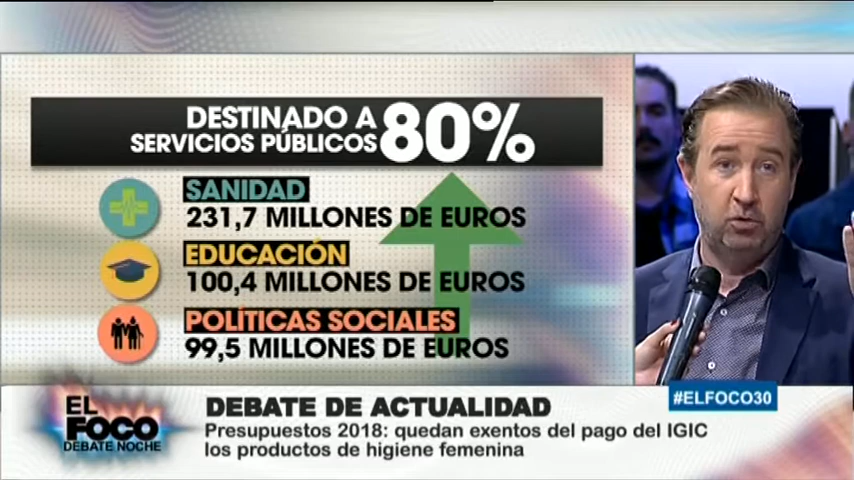 DESTINADO A
SERVICIOS PÚBLICOS
80%
SANIDAD
231,7 MILLONES DE EUROS
EDUCACIÓN
100,4 MILLONES DE EUROS
POLÍTICAS SOCIALES
99,5 MILLONES DE EUROS
#ELFOCO30
EL
FOCO
DEBATE NOCHE
DEBATE DE ACTUALIDAD
Presupuestos 2018: quedan exentos del pago del IGIC
los productos de higiene femenina